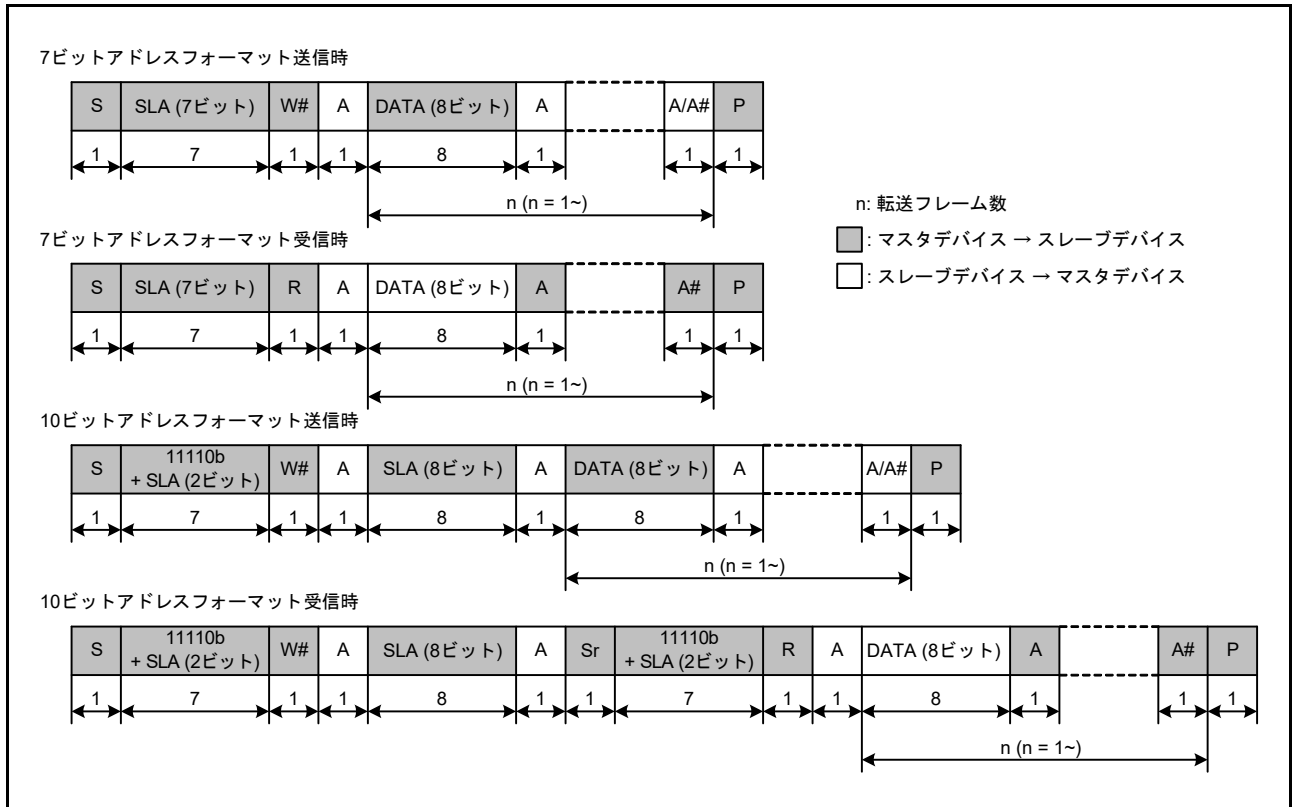 7ビットアドレスフォーマット送信時
S SLA (7ビット) W# A DATA (8ビット) A A/A# P
1 7 1 1 8 1 1 1
n (n = 1~)
n: 転送フレーム数
: マスタデバイス → スレーブデバイス
: スレーブデバイス → マスタデバイス
7ビットアドレスフォーマット受信時
S SLA (7ビット) R A DATA (8ビット) A A# P
1 7 1 1 8 1 1 1
n (n = 1~)
10ビットアドレスフォーマット送信時
S 11110b + SLA (2ビット) W# A SLA (8ビット) A DATA (8ビット) A A/A# P
1 7 1 1 8 1 8 1 1 1
n (n = 1~)
10ビットアドレスフォーマット受信時
S 11110b + SLA (2ビット) W# A SLA (8ビット) A Sr 11110b + SLA (2ビット) R A DATA (8ビット) A A# P
1 7 1 1 8 1 1 7 1 1 8 1 1 1
n (n = 1~)